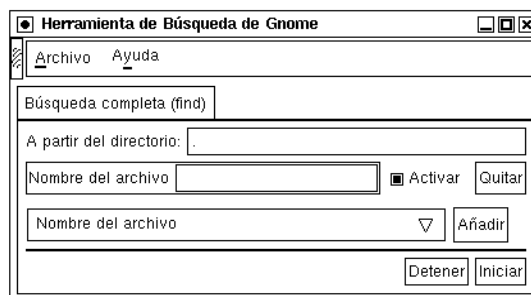 Herramienta de Búsqueda de Gnome
Archivo Ayuda
Búsqueda completa (find)
A partir del directorio: .
Nombre del archivo Activar Quitar
Nombre del archivo Añadir
Detener Iniciar